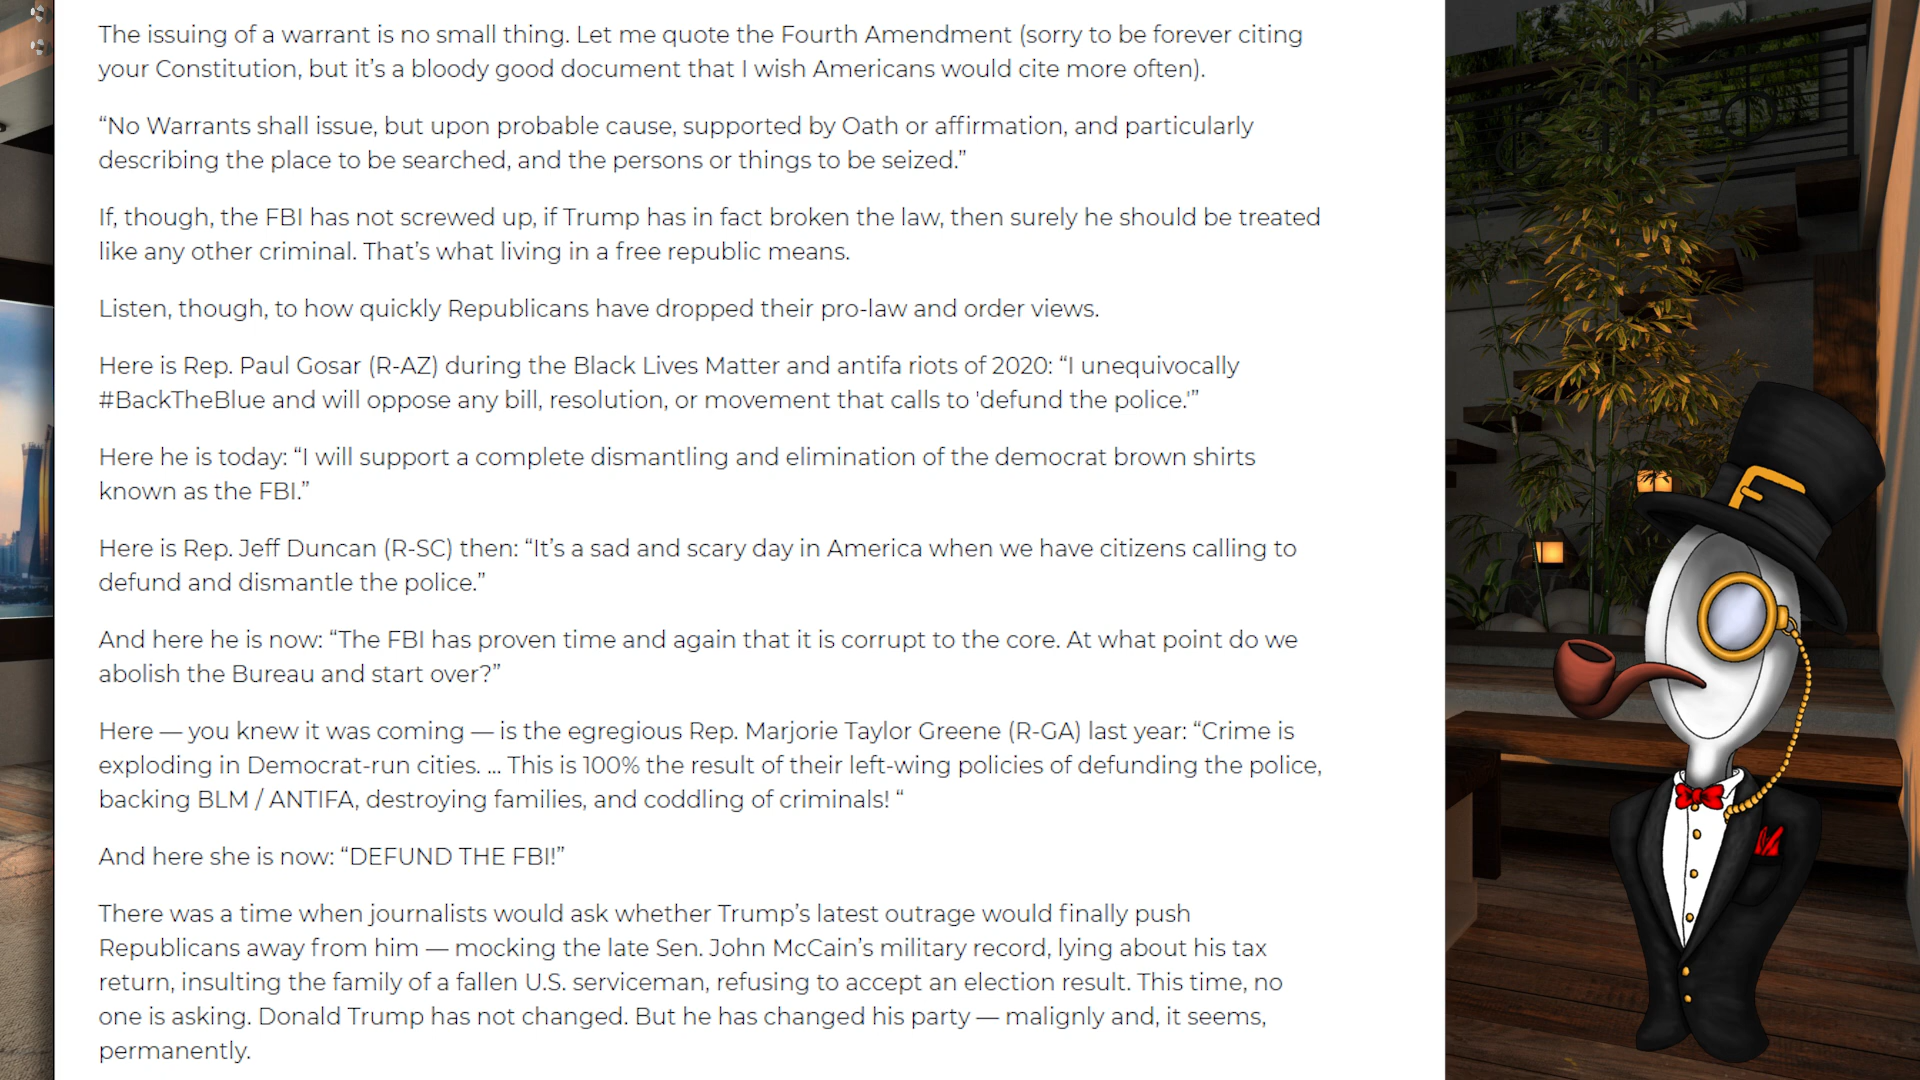 The issuing of a warrant is no small thing. Let me quote the Fourth Amendment (sorry to be forever citing
your Constitution, but it’s a bloody good document that I wish Americans would cite more often).
“No Warrants shall issue, but upon probable cause, supported by Oath or affirmation, and particularly
describing the place to be searched, and the persons or things to be seized.”
If, though, the FBI has not screwed up, if Trump has in fact broken the law, then surely he should be treated
like any other criminal. That’s what living in a free republic means.
Listen, though, to how quickly Republicans have dropped their pro-law and order views.
Here is Rep. Paul Gosar (R-AZ) during the Black Lives Matter and antifa riots of 2020: “I unequivocally
#BackTheBlue and will oppose any bill, resolution, or movement that calls to 'defund the police.'”
Here he is today: “I will support a complete dismantling and elimination of the democrat brown shirts
known as the FBI.”
Here is Rep. Jeff Duncan (R-SC) then: “It’s a sad and scary day in America when we have citizens calling to
defund and dismantle the police.”
And here he is now: “The FBI has proven time and again that it is corrupt to the core. At what point do we
abolish the Bureau and start over?”
Here — you knew it was coming — is the egregious Rep. Marjorie Taylor Greene (R-GA) last year: “Crime is
exploding in Democrat-run cities. ... This is 100% the result of their left-wing policies of defunding the police,
backing BLM / ANTIFA, destroying families, and coddling of criminals! “
And here she is now: “DEFUND THE FBI!”
There was a time when journalists would ask whether Trump’s latest outrage would finally push
Republicans away from him — mocking the late Sen. John McCain’s military record, lying about his tax
return, insulting the family of a fallen U.S. serviceman, refusing to accept an election result. This time, no
one is asking. Donald Trump has not changed. But he has changed his party — malignly and, it seems,
permanently.